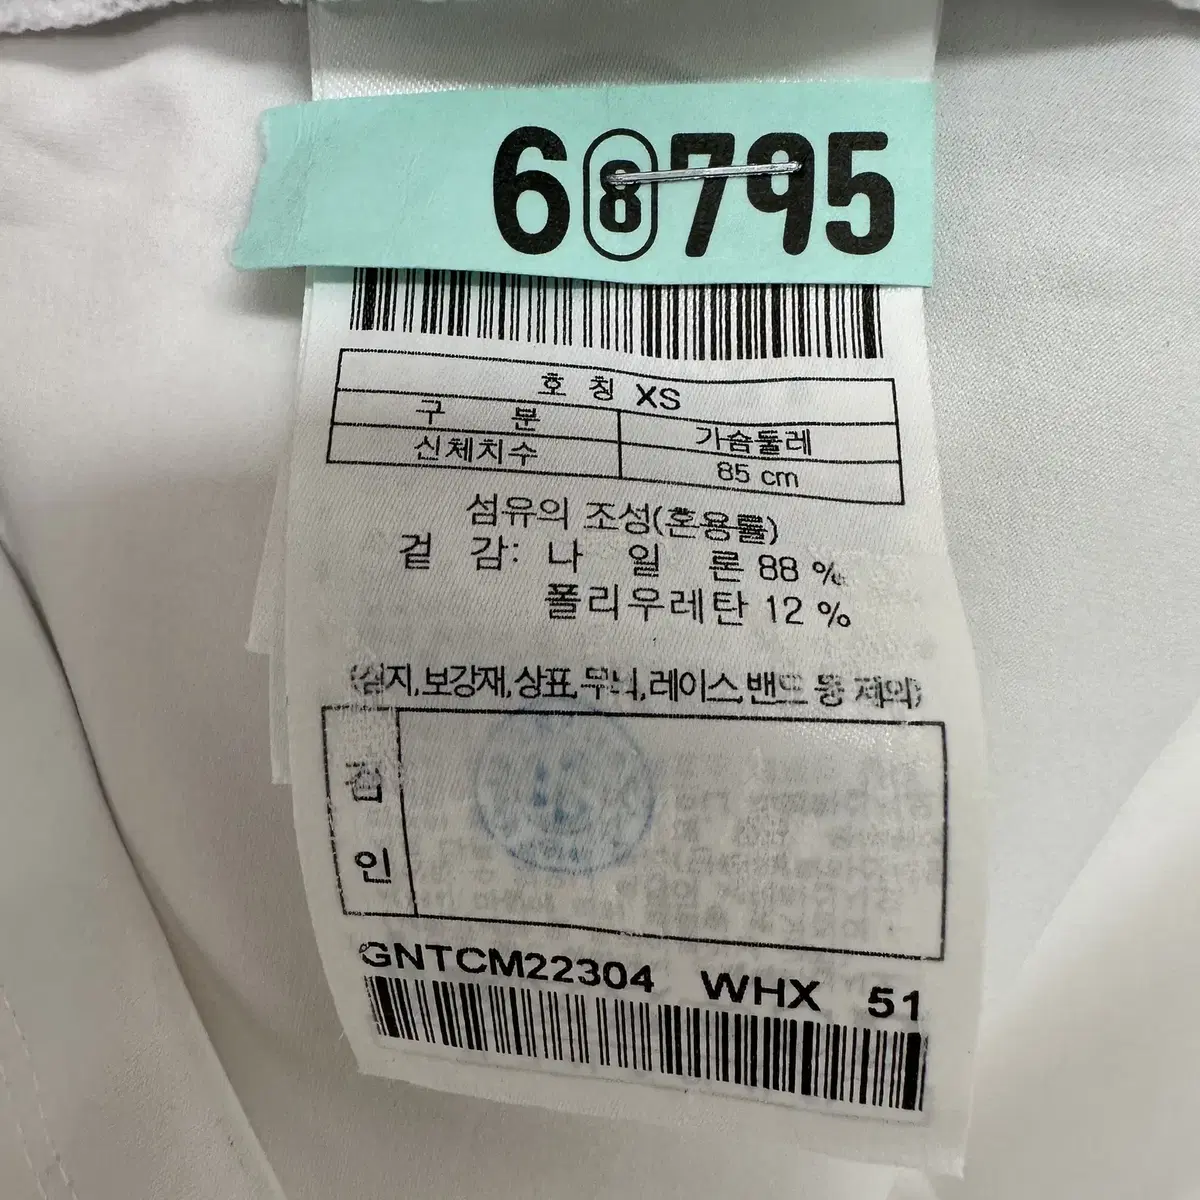 68795
호 칭 XS
구 분 가슴둘레
신체치수 85 cm
섬유의 조성(혼용률)
겉 감: 나 일 론 88 %
폴리우레탄 12 %
(심지,보강재,상표,무늬,레이스,밴드 등 제외)
검
인
GNTCM22304 WHX 51